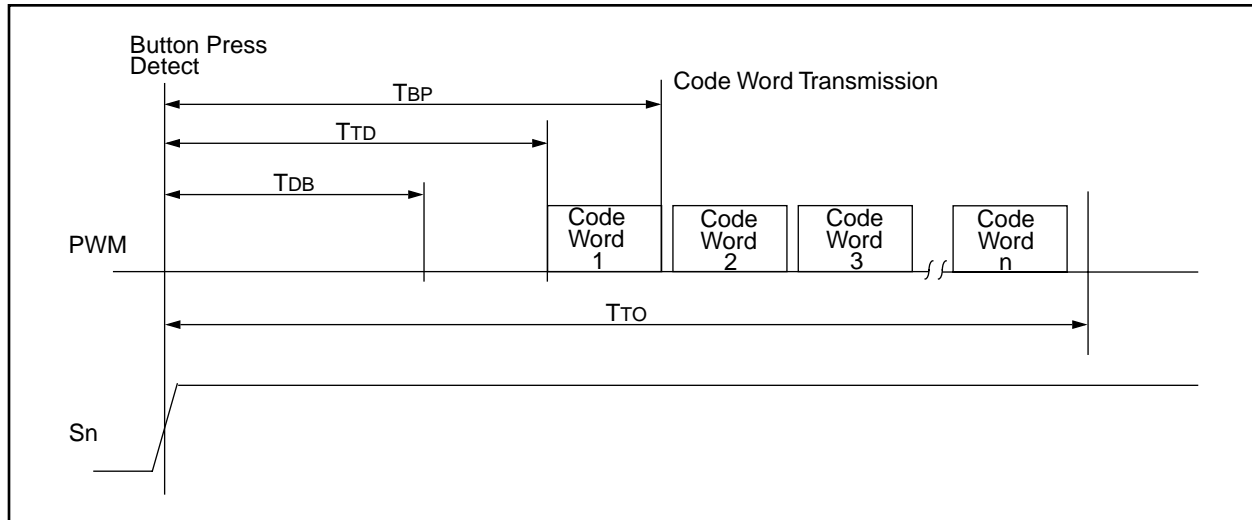 Button Press
Detect
Code Word Transmission
TBP
TTD
TDB
PWM
Code
Word
1
Code
Word
2
Code
Word
3
Code
Word
n
TTO
Sn